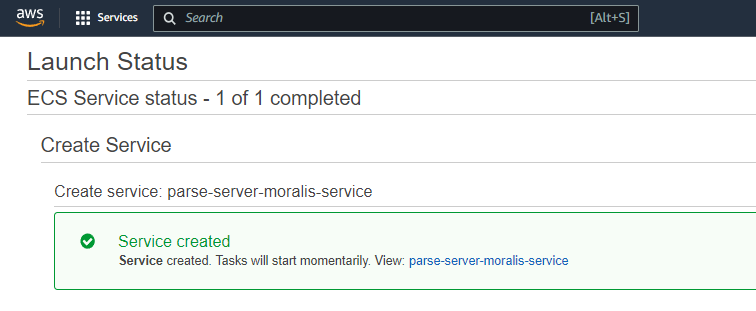 aws Services Search [Alt+S]
Launch Status
ECS Service status - 1 of 1 completed
Create Service
Create service: parse-server-moralis-service
Service created
Service created. Tasks will start momentarily. View: parse-server-moralis-service